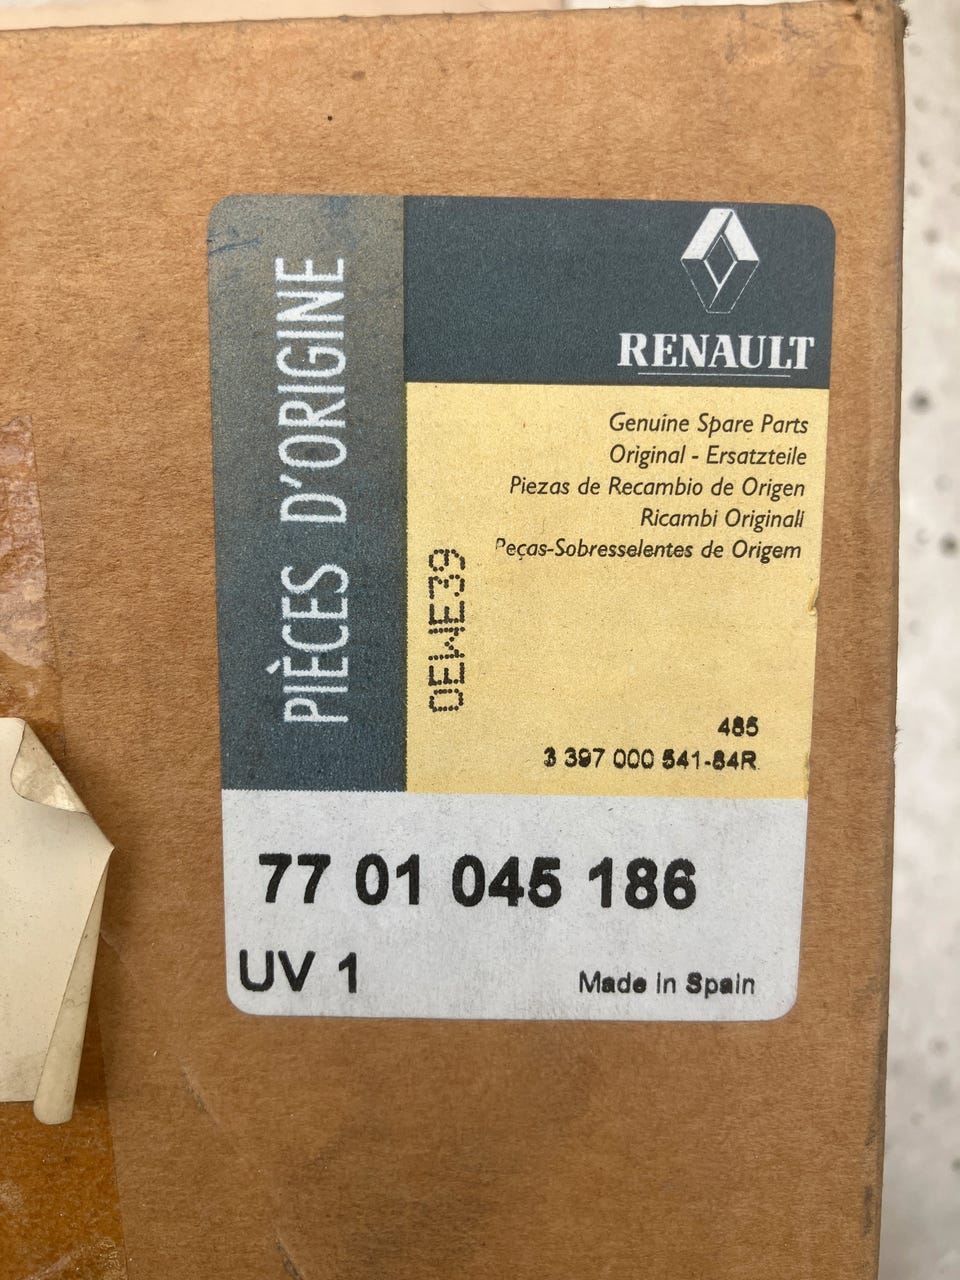 PIÈCES D'ORIGINE
RENAULT
Genuine Spare Parts
Original - Ersatzteile
Piezas de Recambio de Origen
Ricambi Originali
Peças-Sobresselentes de Origem
OEWE39
485
3 397 000 541-84R
77 01 045 186
UV 1
Made in Spain